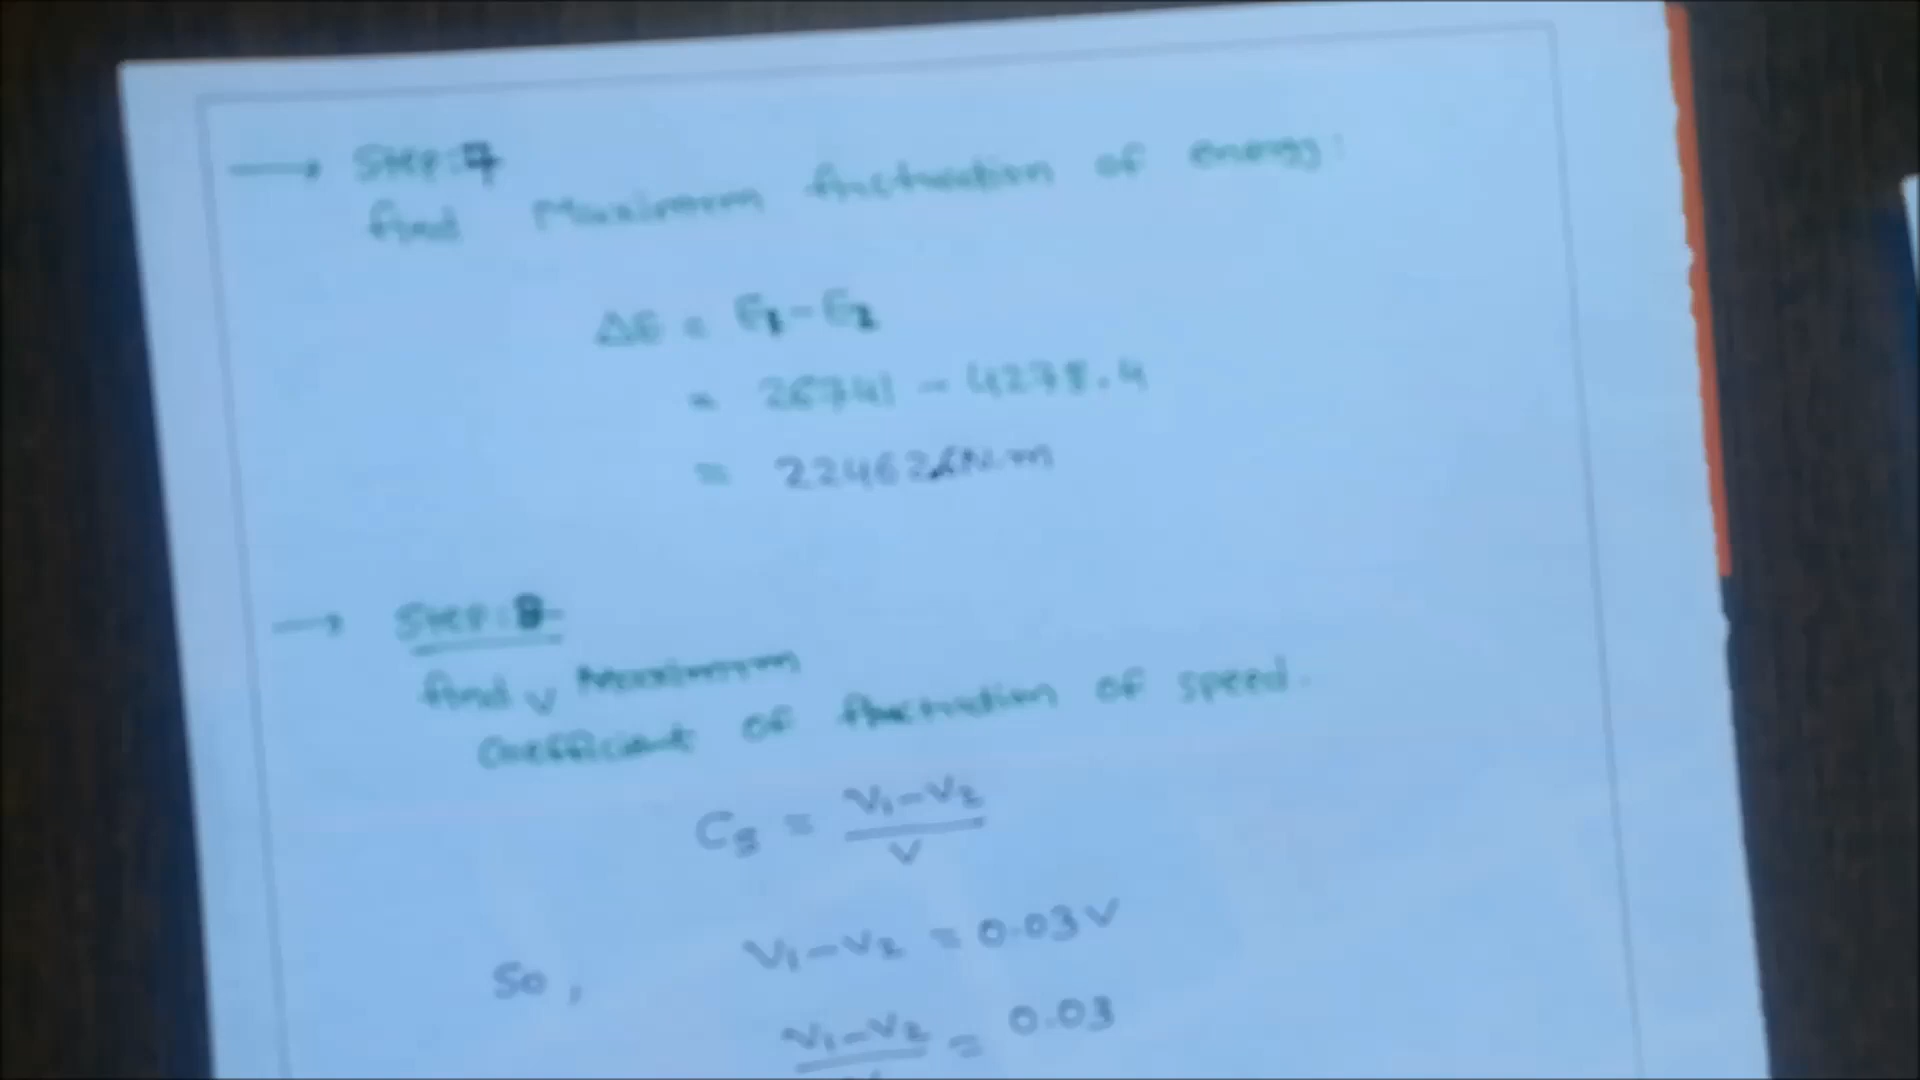 → Step:7
find Maximum fluctuation of energy:
ΔE = E1 - E2
= 26741 - 4278.4
= 22462.6 N.m
→ Step:8
find v Maximum
Coefficient of fluctuation of speed.
Cs = (V1-V2)/V
So, V1-V2 = 0.03V
(V1-V2)/V = 0.03